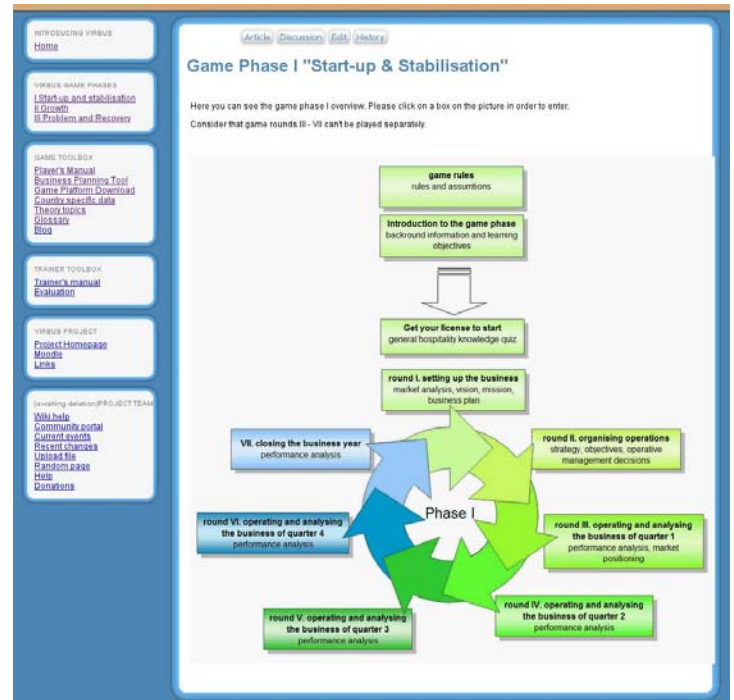 INTRODUCING VIRBUS
Home
VIRBUS GAME PHASES
I Start-up and stabilisation
II Growth
III Problem and Recovery
GAME TOOLBOX
Player's Manual
Business Planning Tool
Game Platform Download
Country specific data
Theory topics
Glossary
Blog
TRAINER TOOLBOX
Trainer's manual
Evaluation
VIRBUS PROJECT
Project Homepage
Moodle
Links
(awaiting deletion)PROJECT TEAM
Wiki help
Community portal
Current events
Recent changes
Upload file
Random page
Help
Donations
Article Discussion Edit History
Game Phase I "Start-up & Stabilisation"
Here you can see the game phase I overview. Please click on a box on the picture in order to enter.
Consider that game rounds III - VII can't be played separately.
game rules
rules and assumtions
Introduction to the game phase
backround information and learning
objectives
Get your license to start
general hospitality knowledge quiz
round I. setting up the business
market analysis, vision, mission,
business plan
round II. organising operations
strategy, objectives, operative
management decisions
round III. operating and analysing
the business of quarter 1
performance analysis, market
positioning
round IV. operating and analysing
the business of quarter 2
performance analysis
round V. operating and analysing
the business of quarter 3
performance analysis
round VI. operating and analysing
the business of quarter 4
performance analysis
VII. closing the business year
performance analysis
Phase I